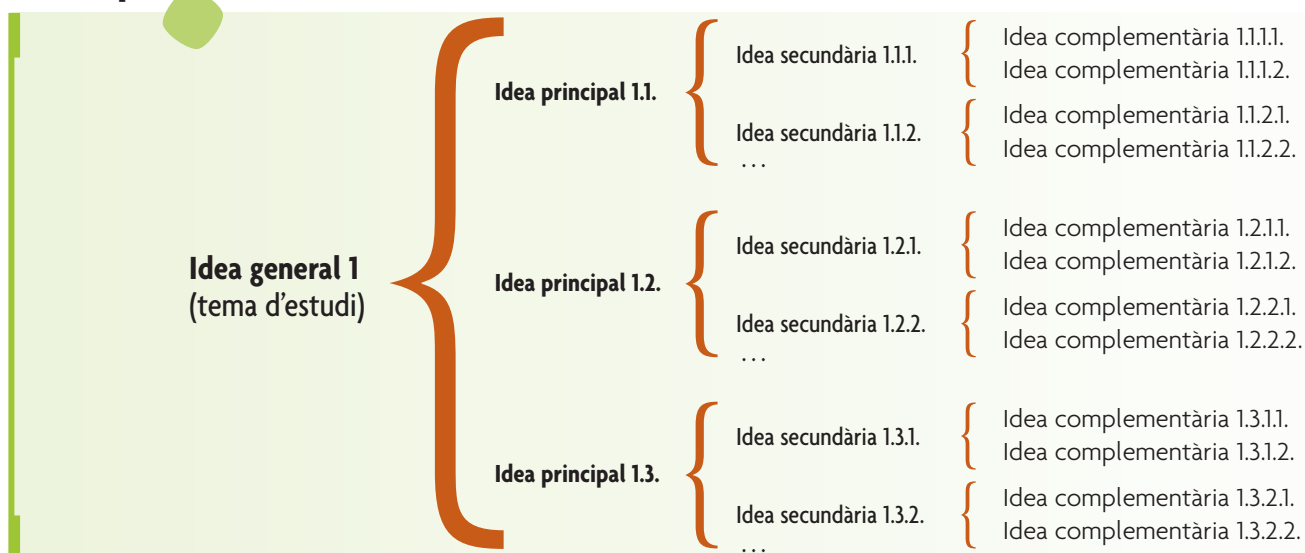 Idea general 1
(tema d’estudi)
Idea principal 1.1.
Idea secundària 1.1.1.
Idea complementària 1.1.1.1.
Idea complementària 1.1.1.2.
Idea secundària 1.1.2.
...
Idea complementària 1.1.2.1.
Idea complementària 1.1.2.2.
Idea principal 1.2.
Idea secundària 1.2.1.
Idea complementària 1.2.1.1.
Idea complementària 1.2.1.2.
Idea secundària 1.2.2.
...
Idea complementària 1.2.2.1.
Idea complementària 1.2.2.2.
Idea principal 1.3.
Idea secundària 1.3.1.
Idea complementària 1.3.1.1.
Idea complementària 1.3.1.2.
Idea secundària 1.3.2.
...
Idea complementària 1.3.2.1.
Idea complementària 1.3.2.2.